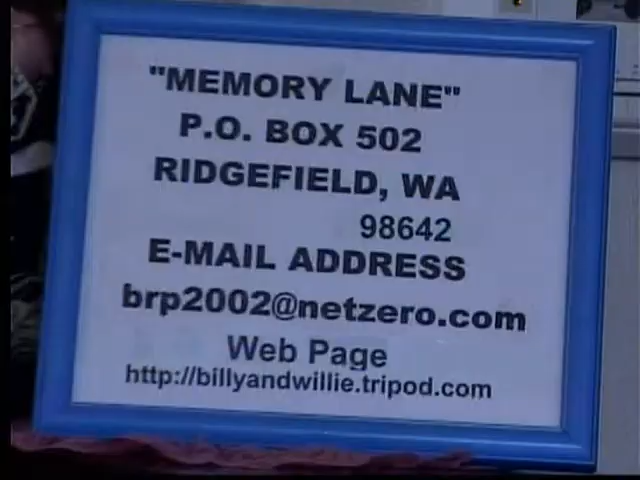 "MEMORY LANE"
P.O. BOX 502
RIDGEFIELD, WA
98642
E-MAIL ADDRESS
brp2002@netzero.com
Web Page
http://billyandwillie.tripod.com